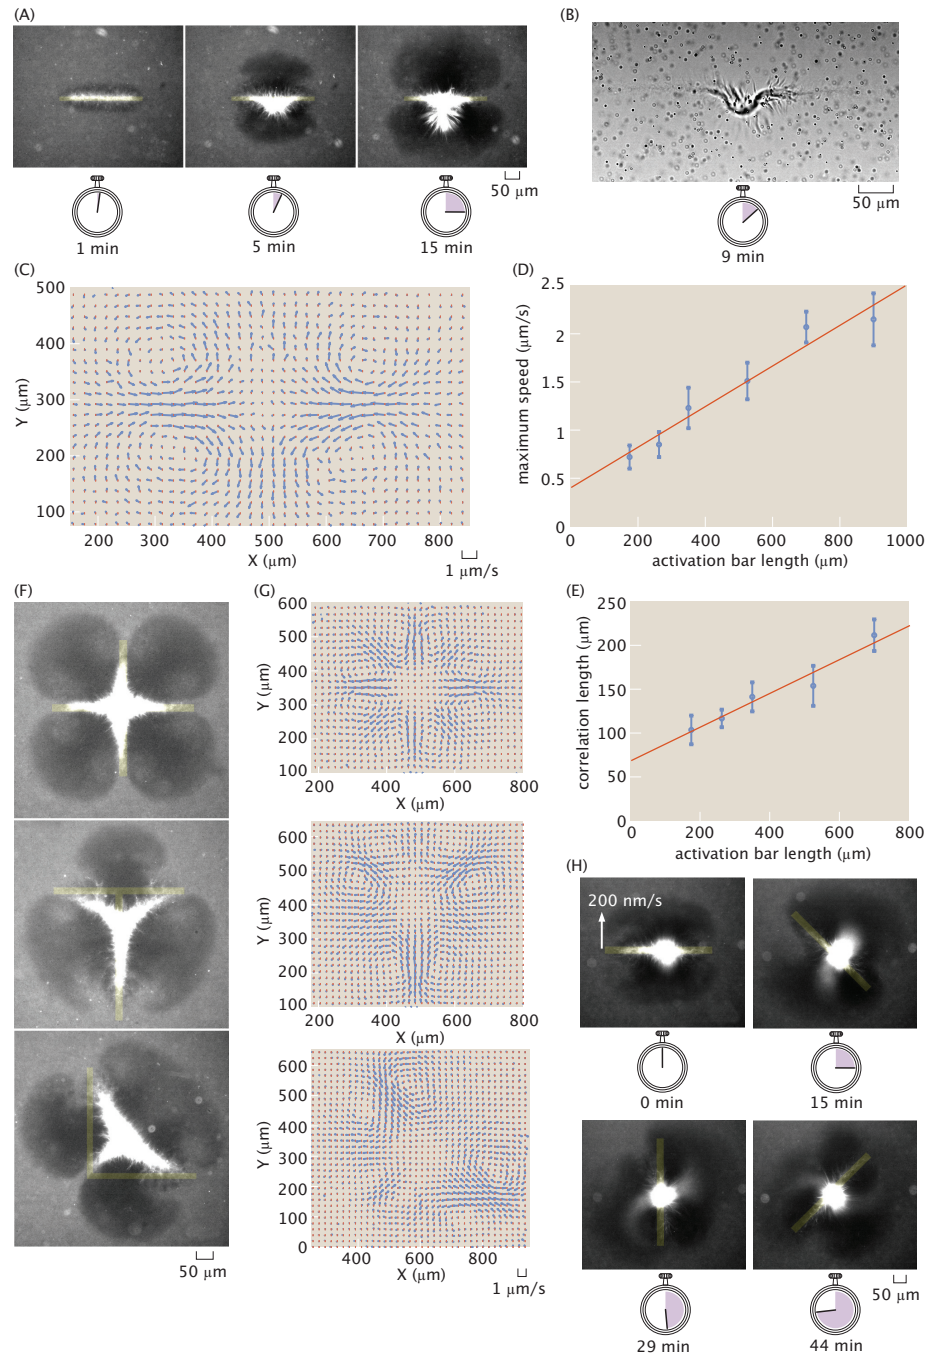 (A)
50 μm
1 min
5 min
15 min
(B)
50 μm
9 min
(C)
500
400
300
200
100
Y (μm)
200 300 400 500 600 700 800
X (μm)
1 μm/s
(D)
2.5
2
1.5
1
0.5
0
maximum speed (μm/s)
0 200 400 600 800 1000
activation bar length (μm)
(E)
250
200
150
100
50
0
correlation length (μm)
0 200 400 600 800
activation bar length (μm)
(F)
50 μm
(G)
600
500
400
300
200
100
Y (μm)
200 400 600 800
X (μm)
600
500
400
300
200
100
Y (μm)
200 400 600 800
X (μm)
600
500
400
300
200
100
0
Y (μm)
400 600 800
X (μm)
1 μm/s
(H)
200 nm/s
0 min
15 min
29 min
44 min
50 μm